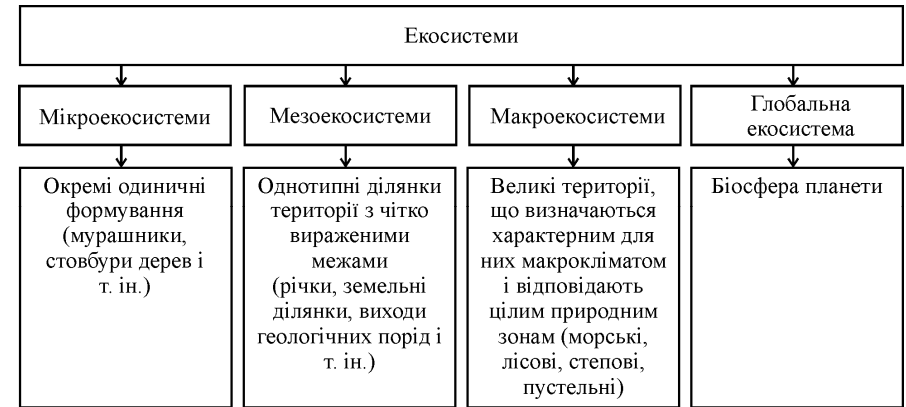 Екосистеми
Мікроекосистеми
Мезоекосистеми
Макроекосистеми
Глобальна
екосистема
Окремі одиничні
формування
(мурашники,
стовбури дерев і
т. ін.)
Однотипні ділянки
території з чітко
вираженими
межами
(річки, земельні
ділянки, виходи
геологічних порід і
т. ін.)
Великі території,
що визначаються
характерним для
них макрокліматом
і відповідають
цілим природним
зонам (морські,
лісові, степові,
пустельні)
Біосфера планети